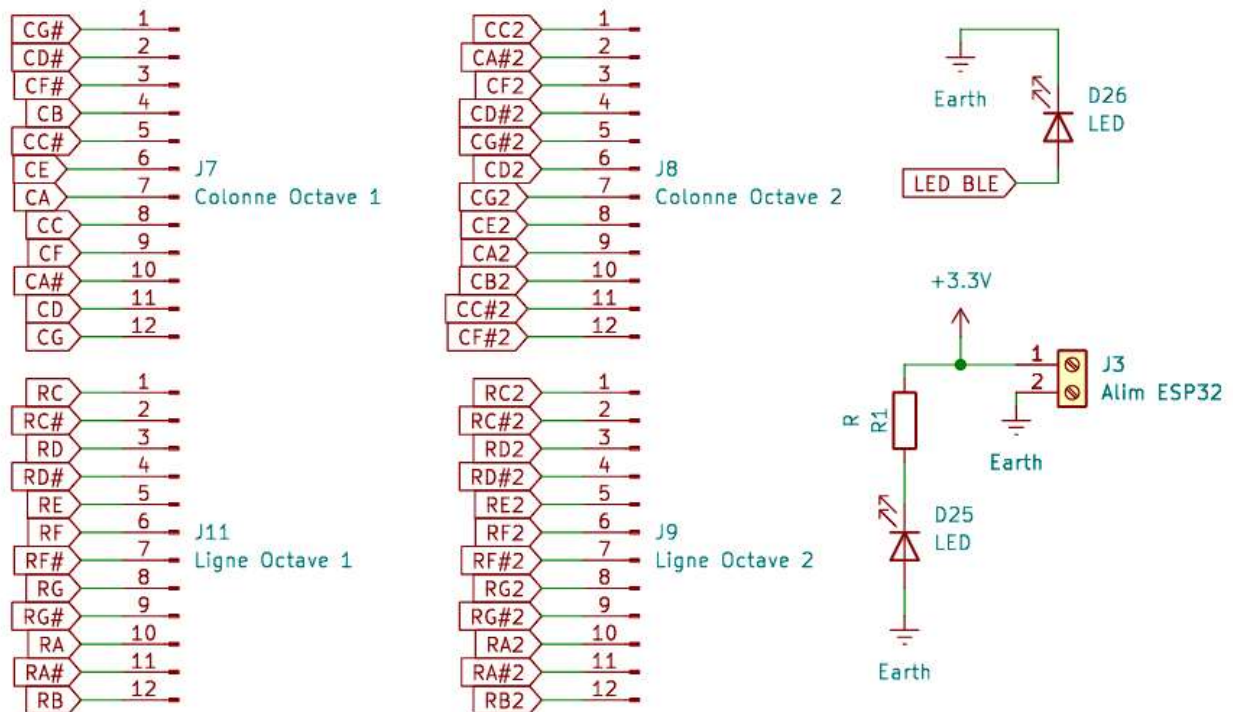 CG# 1
CD# 2
CF# 3
CB 4
CC# 5
CE 6
CA 7
CC 8
CF 9
CA# 10
CD 11
CG 12
J7
Colonne Octave 1
CC2 1
CA#2 2
CF2 3
CD#2 4
CG#2 5
CD2 6
CG2 7
CE2 8
CA2 9
CB2 10
CC#2 11
CF#2 12
J8
Colonne Octave 2
Earth
D26
LED
LED BLE
RC 1
RC# 2
RD 3
RD# 4
RE 5
RF 6
RF# 7
RG 8
RG# 9
RA 10
RA# 11
RB 12
J11
Ligne Octave 1
RC2 1
RC#2 2
RD2 3
RD#2 4
RE2 5
RF2 6
RF#2 7
RG2 8
RG#2 9
RA2 10
RA#2 11
RB2 12
J9
Ligne Octave 2
+3.3V
1
2
J3
Alim ESP32
Earth
R
R1
D25
LED
Earth